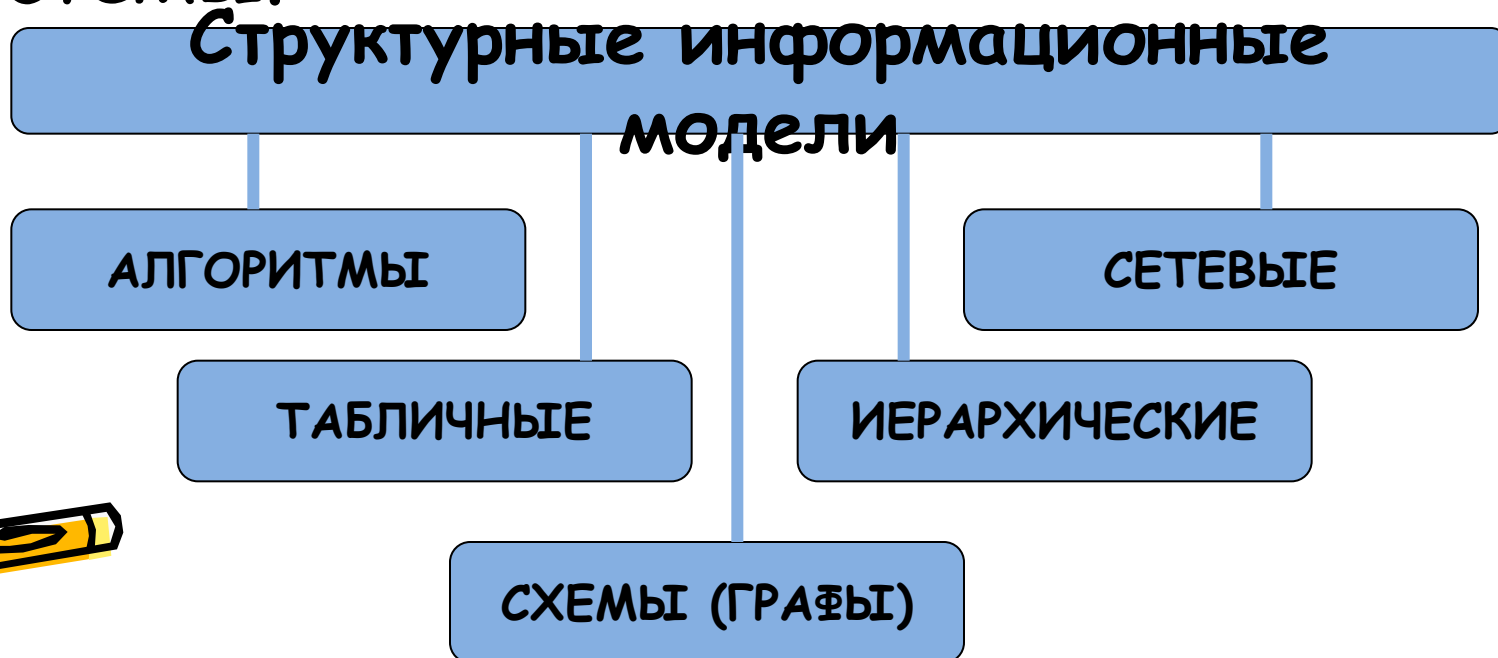 Структурные информационные
модели
АЛГОРИТМЫ
СЕТЕВЫЕ
ТАБЛИЧНЫЕ
ИЕРАРХИЧЕСКИЕ
СХЕМЫ (ГРАФЫ)